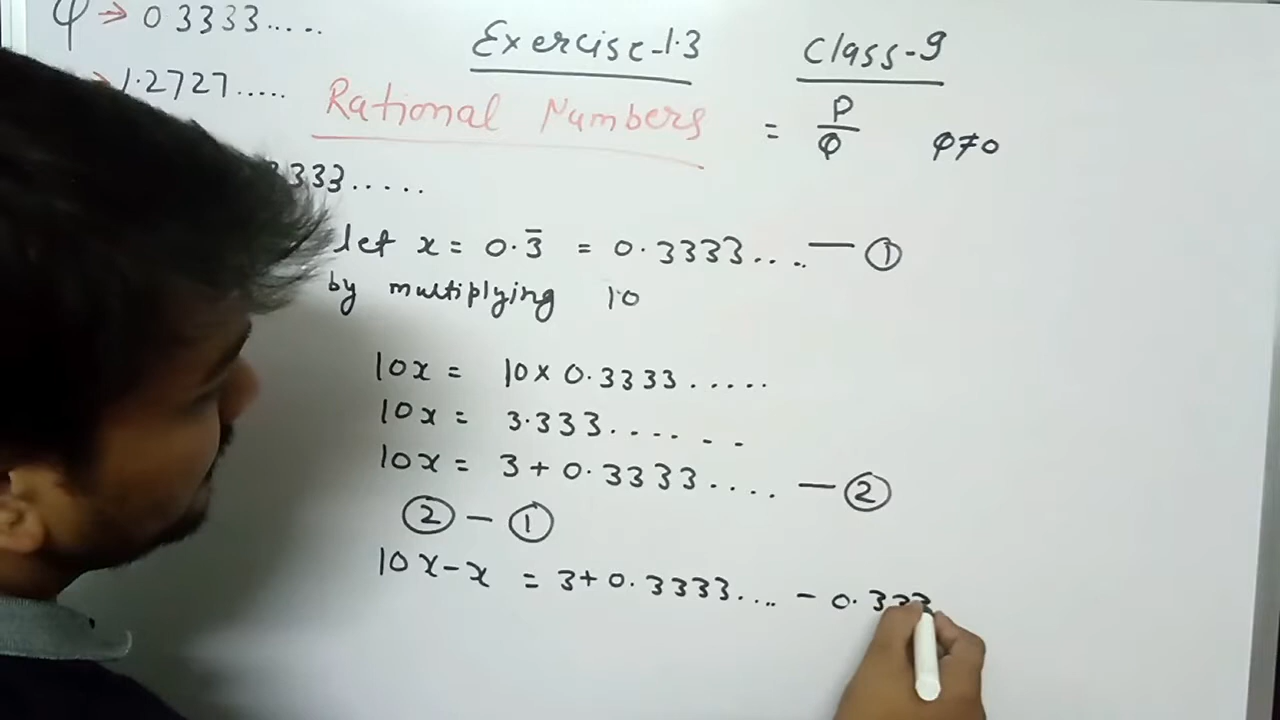 φ → 0 3333.....
Exercise-1.3
Class-9
1.2727.....
Rational Numbers = P/φ φ≠0
3333.....
let x = 0.3̅ = 0.3333.... — ①
by multiplying 10
10x = 10 × 0.3333.....
10x = 3.333......
10x = 3 + 0.3333.... — ②
② - ①
10x - x = 3 + 0.3333.... - 0.333